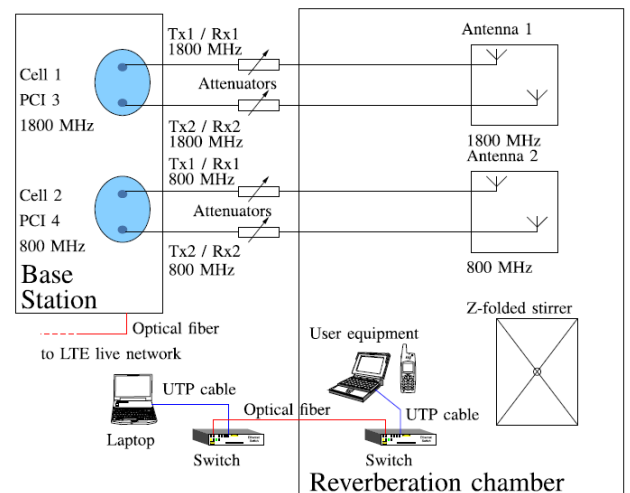 Tx1 / Rx1
1800 MHz
Antenna 1
Cell 1
PCI 3
1800 MHz
Attenuators
Tx2 / Rx2
1800 MHz
1800 MHz
Tx1 / Rx1
800 MHz
Antenna 2
Cell 2
PCI 4
800 MHz
Attenuators
Tx2 / Rx2
800 MHz
800 MHz
Base
Station
Optical fiber
to LTE live network
Z-folded stirrer
User equipment
UTP cable
Optical fiber
UTP cable
Laptop
Switch
Switch
Reverberation chamber